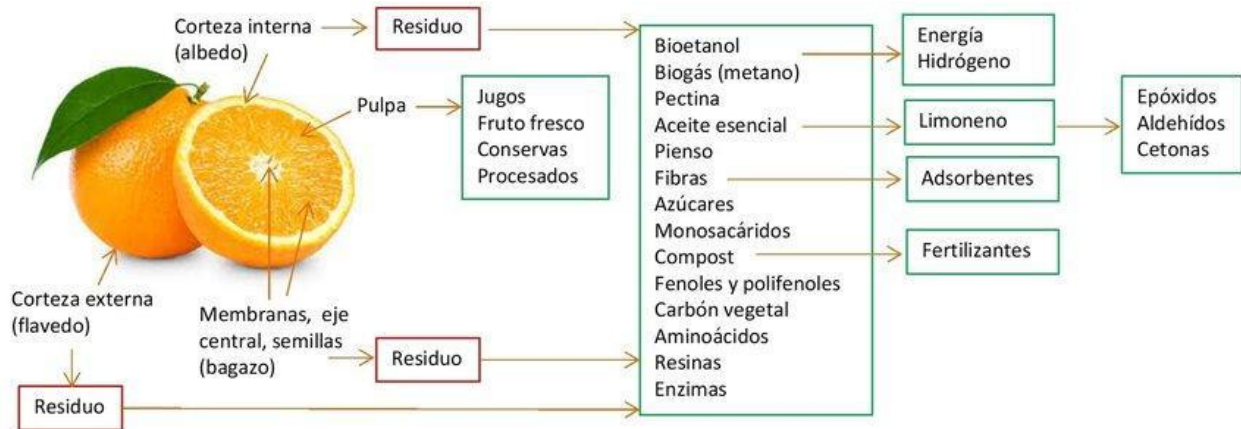 Corteza interna
(albedo)
Residuo
Pulpa
Jugos
Fruto fresco
Conservas
Procesados
Corteza externa
(flavedo)
Residuo
Membranas, eje
central, semillas
(bagazo)
Residuo
Bioetanol
Biogás (metano)
Pectina
Aceite esencial
Pienso
Fibras
Azúcares
Monosacáridos
Compost
Fenoles y polifenoles
Carbón vegetal
Aminoácidos
Resinas
Enzimas
Energía
Hidrógeno
Limoneno
Adsorbentes
Fertilizantes
Epóxidos
Aldehídos
Cetonas